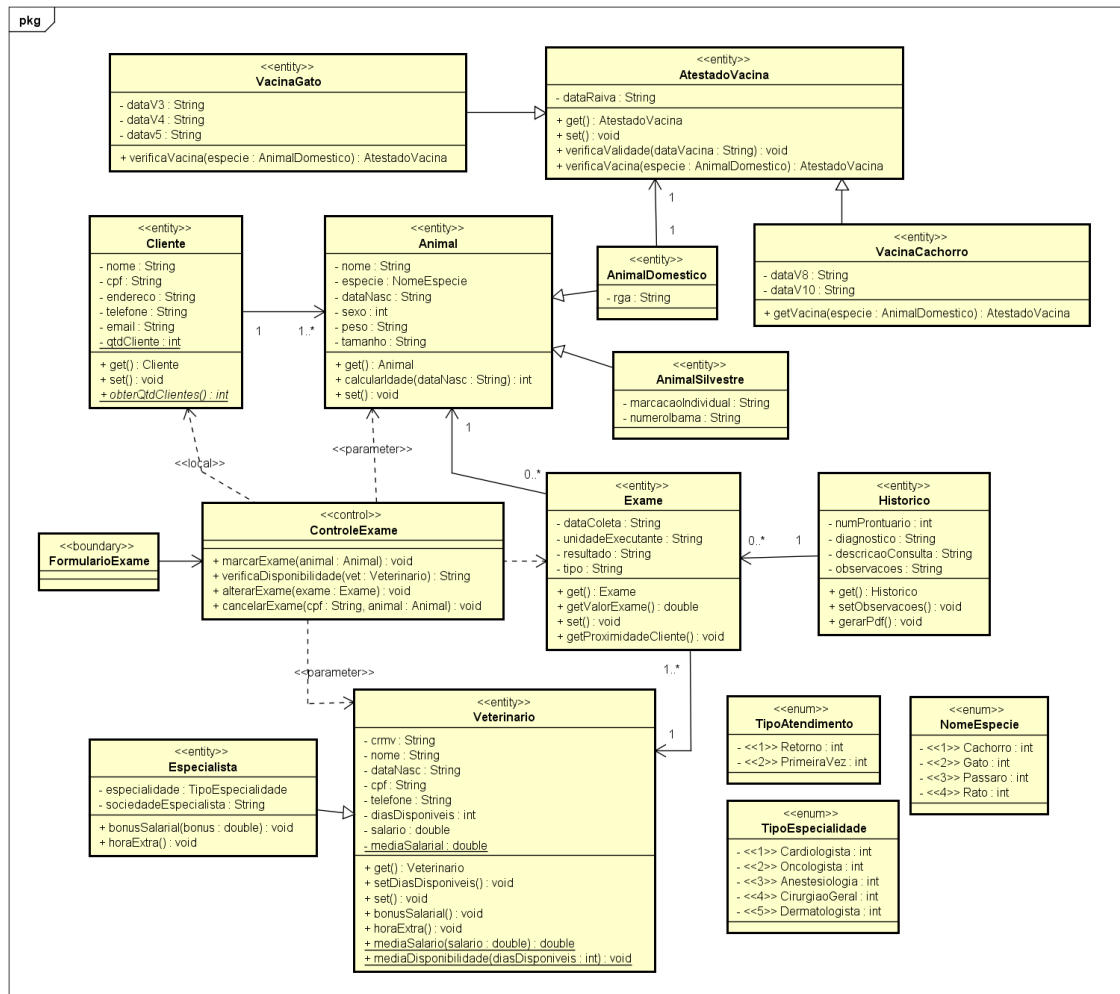 pkg
<<entity>>
VacinaGato
- dataV3 : String
- dataV4 : String
- datav5 : String
+ verificaVacina(especie : AnimalDomestico) : AtestadoVacina
<<entity>>
AtestadoVacina
- dataRaiva : String
+ get() : AtestadoVacina
+ set() : void
+ verificaValidade(dataVacina : String) : void
+ verificaVacina(especie : AnimalDomestico) : AtestadoVacina
1
1
<<entity>>
Cliente
- nome : String
- cpf : String
- endereco : String
- telefone : String
- email : String
- qtdCliente : int
+ get() : Cliente
+ set() : void
+ obterQtdClientes() : int
1
1..*
<<entity>>
Animal
- nome : String
- especie : NomeEspecie
- dataNasc : String
- sexo : int
- peso : String
- tamanho : String
+ get() : Animal
+ calcularIdade(dataNasc : String) : int
+ set() : void
<<entity>>
AnimalDomestico
- rga : String
<<entity>>
VacinaCachorro
- dataV8 : String
- dataV10 : String
+ getVacina(especie : AnimalDomestico) : AtestadoVacina
<<entity>>
AnimalSilvestre
- marcacaoIndividual : String
- numeroIbama : String
<<local>>
<<parameter>>
1
0..*
<<boundary>>
FormularioExame
<<control>>
ControleExame
+ marcarExame(animal : Animal) : void
+ verificaDisponibilidade(vet : Veterinario) : String
+ alterarExame(exame : Exame) : void
+ cancelarExame(cpf : String, animal : Animal) : void
<<entity>>
Exame
- dataColeta : String
- unidadeExecutante : String
- resultado : String
- tipo : String
+ get() : Exame
+ getValorExame() : double
+ set() : void
+ getProximidadeCliente() : void
0..*
1
<<entity>>
Historico
- numProntuario : int
- diagnostico : String
- descricaoConsulta : String
- observacoes : String
+ get() : Historico
+ setObservacoes() : void
+ gerarPdf() : void
<<parameter>>
1..*
1
<<entity>>
Especialista
- especialidade : TipoEspecialidade
- sociedadeEspecialista : String
+ bonusSalarial(bonus : double) : void
+ horaExtra() : void
<<entity>>
Veterinario
- crmv : String
- nome : String
- dataNasc : String
- cpf : String
- telefone : String
- diasDisponiveis : int
- salario : double
- mediaSalarial : double
+ get() : Veterinario
+ setDiasDisponiveis() : void
+ set() : void
+ bonusSalarial() : void
+ horaExtra() : void
+ mediaSalario(salario : double) : double
+ mediaDisponibilidade(diasDisponiveis : int) : void
<<enum>>
TipoAtendimento
- <<1>> Retorno : int
- <<2>> PrimeiraVez : int
<<enum>>
NomeEspecie
- <<1>> Cachorro : int
- <<2>> Gato : int
- <<3>> Passaro : int
- <<4>> Rato : int
<<enum>>
TipoEspecialidade
- <<1>> Cardiologista : int
- <<2>> Oncologista : int
- <<3>> Anestesiologia : int
- <<4>> CirurgiaoGeral : int
- <<5>> Dermatologista : int